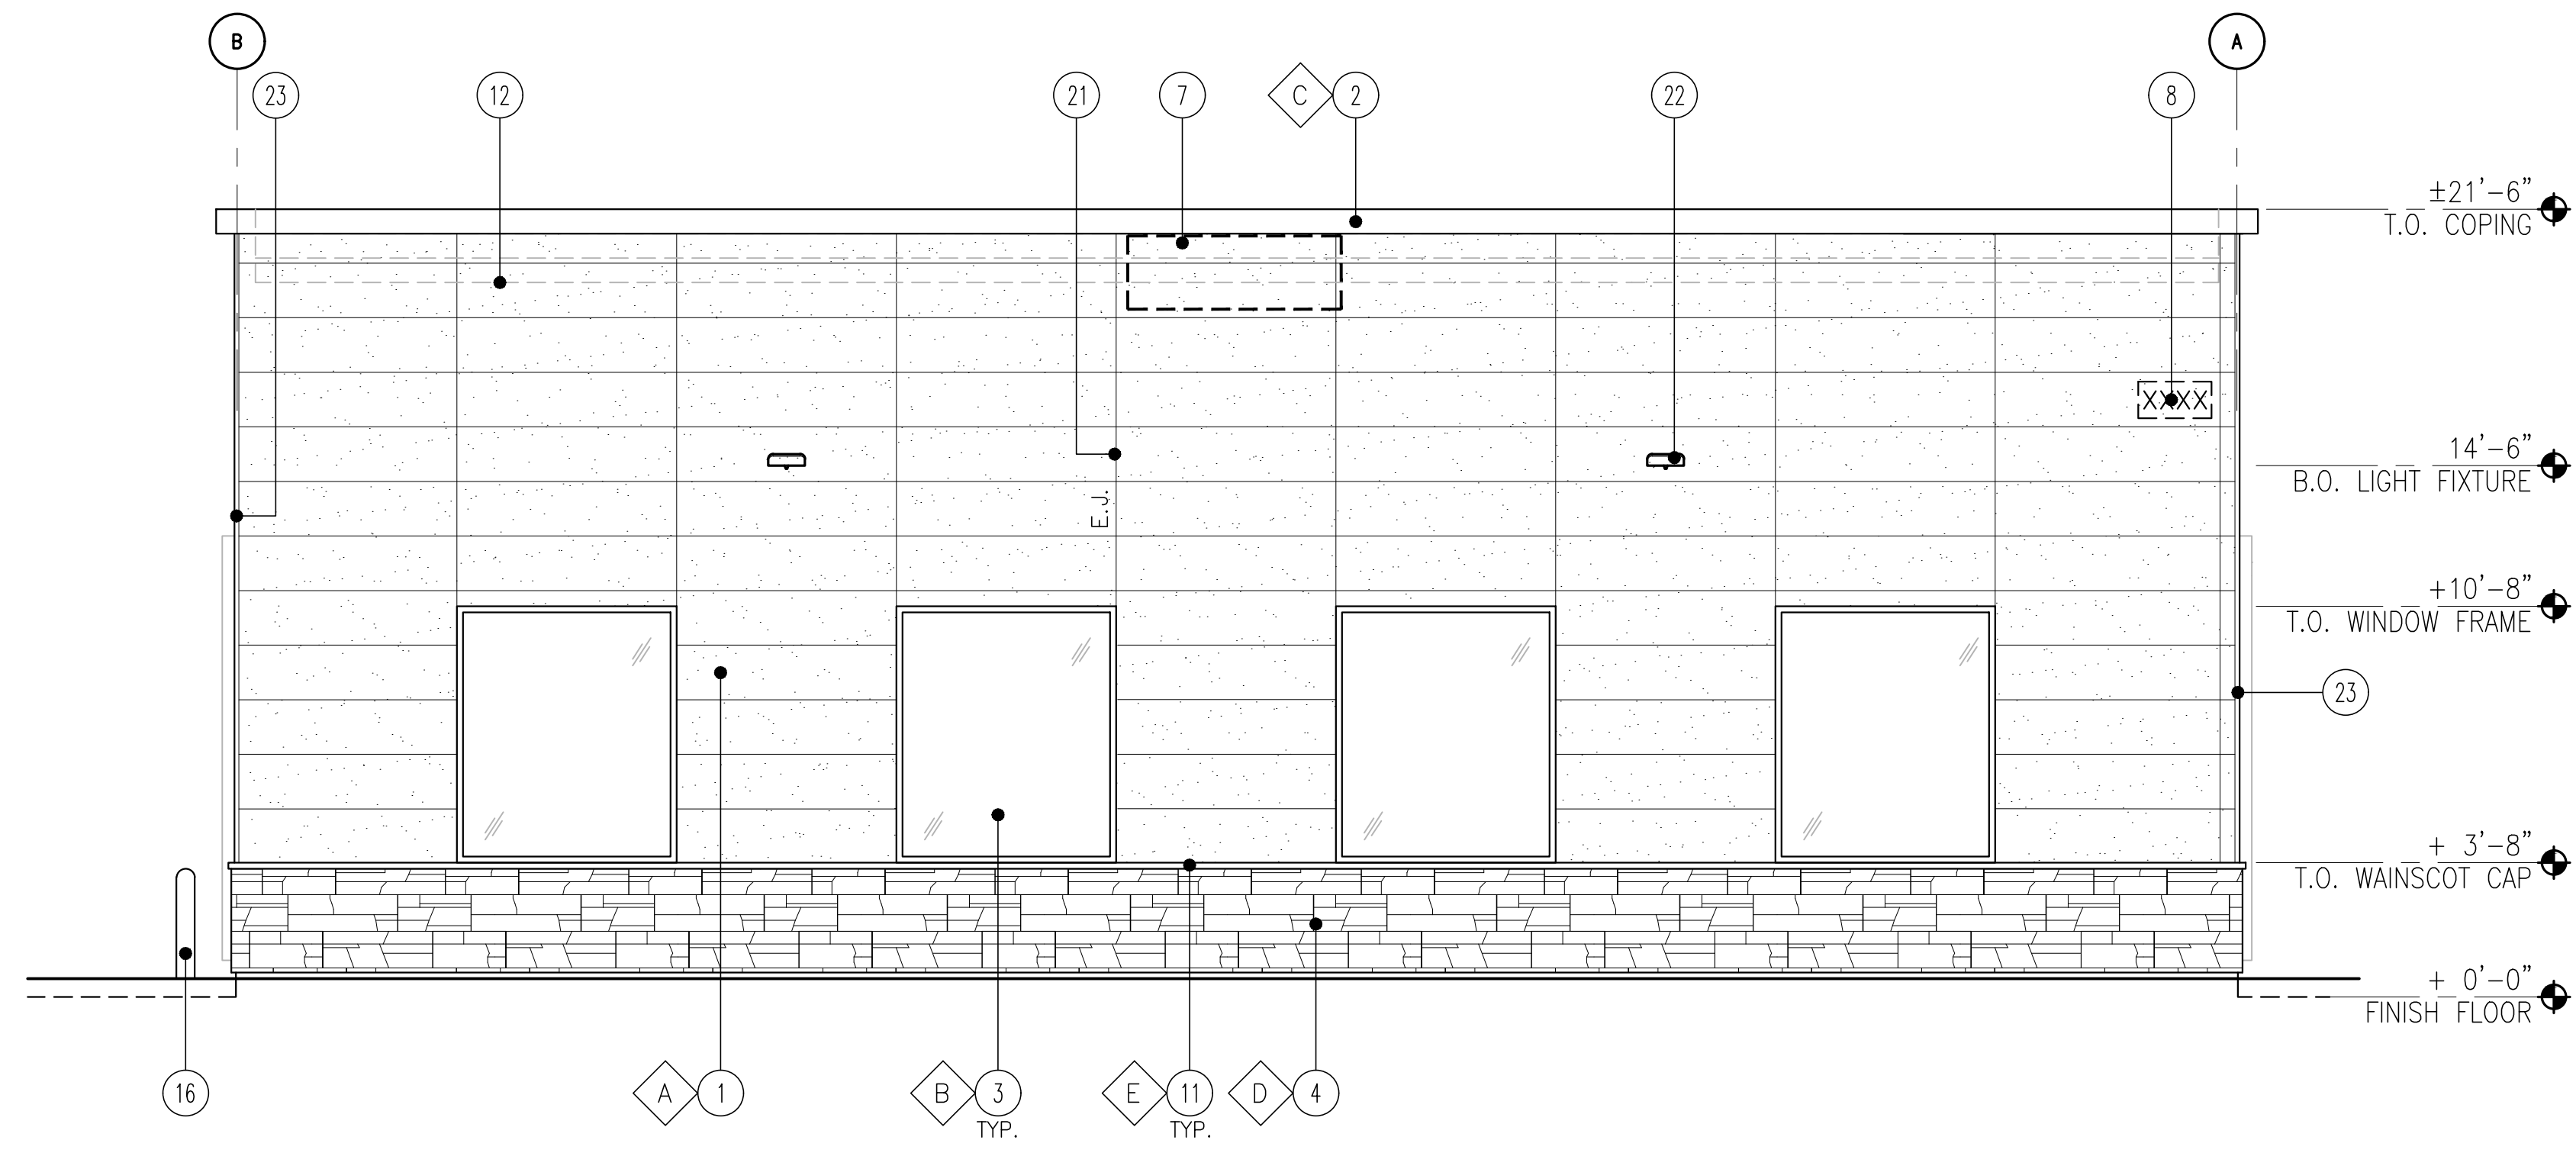 B
A
23
12
21
7
C
2
22
8
±21'-6"
T.O. COPING
XXXX
14'-6"
B.O. LIGHT FIXTURE
E.J.
+10'-8"
T.O. WINDOW FRAME
23
+ 3'-8"
T.O. WAINSCOT CAP
+ 0'-0"
FINISH FLOOR
16
A
1
B
3
TYP.
E
11
TYP.
D
4